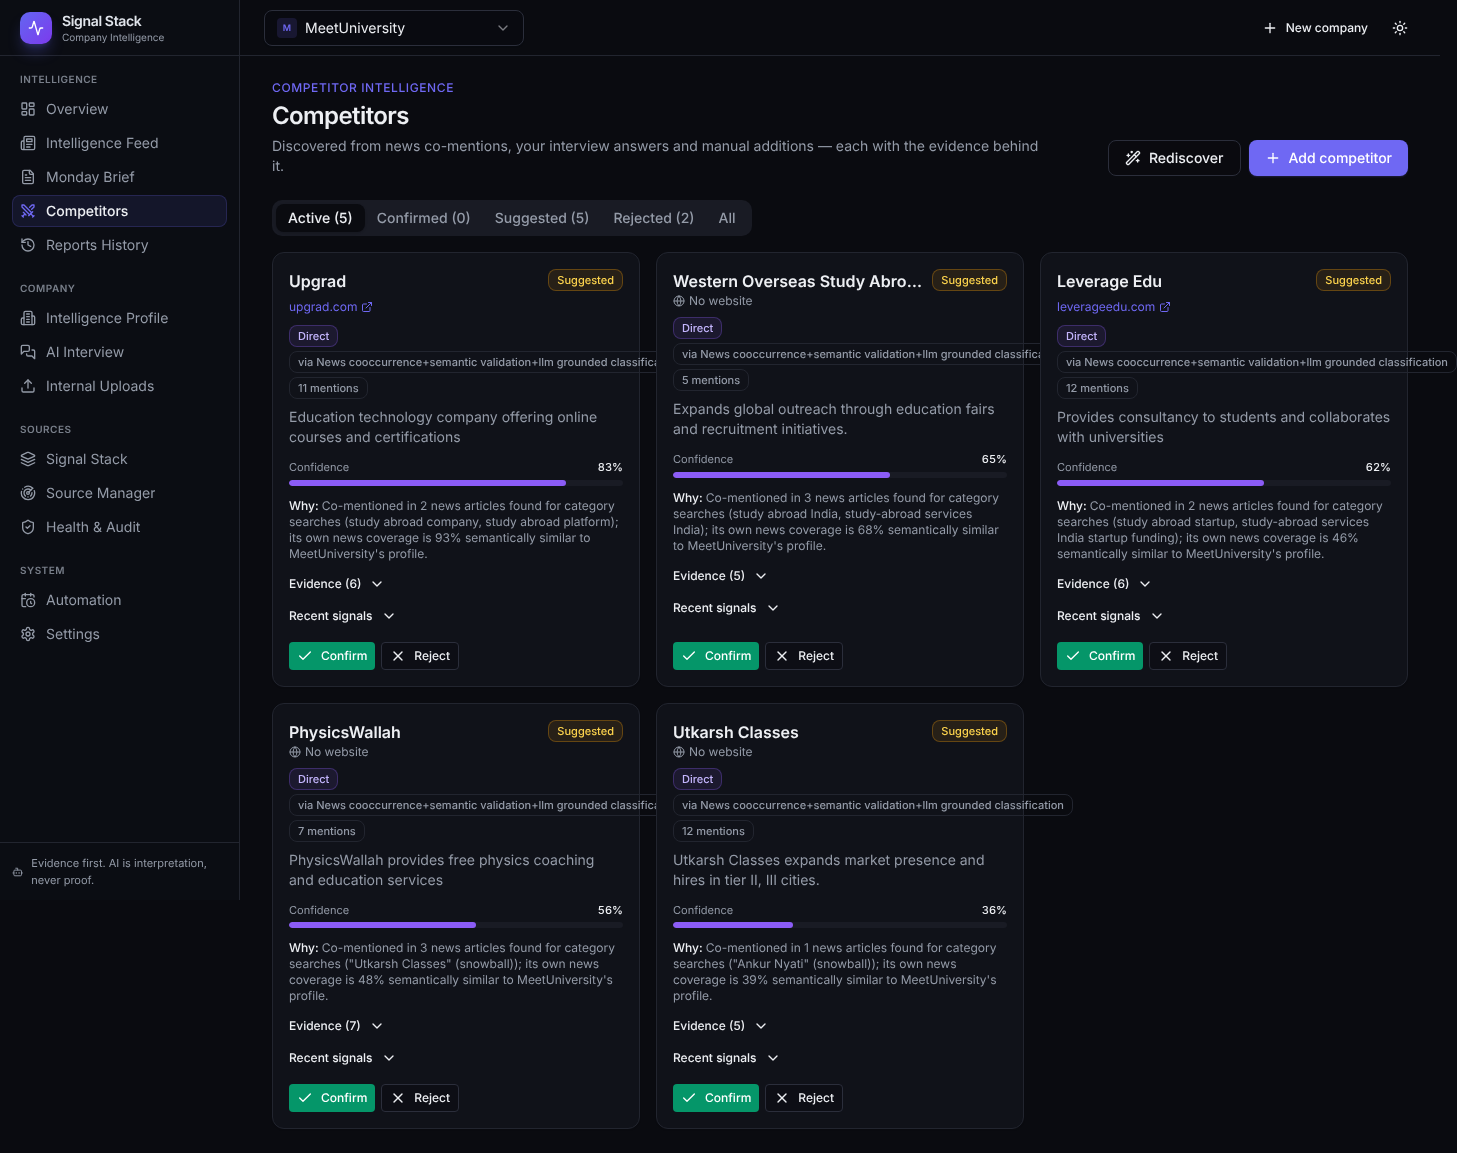 Signal Stack
Company Intelligence
M MeetUniversity
New company
INTELLIGENCE
Overview
Intelligence Feed
Monday Brief
Competitors
Reports History
COMPANY
Intelligence Profile
AI Interview
Internal Uploads
SOURCES
Signal Stack
Source Manager
Health & Audit
SYSTEM
Automation
Settings
Evidence first. AI is interpretation,
never proof.
COMPETITOR INTELLIGENCE
Competitors
Discovered from news co-mentions, your interview answers and manual additions — each with the evidence behind
it.
Rediscover
Add competitor
Active (5) Confirmed (0) Suggested (5) Rejected (2) All
Upgrad
Suggested
upgrad.com
Direct
via News cooccurrence+semantic validation+llm grounded classifica
11 mentions
Education technology company offering online
courses and certifications
Confidence 83%
Why: Co-mentioned in 2 news articles found for category
searches (study abroad company, study abroad platform);
its own news coverage is 93% semantically similar to
MeetUniversity's profile.
Evidence (6)
Recent signals
Confirm Reject
Western Overseas Study Abro...
Suggested
No website
Direct
via News cooccurrence+semantic validation+llm grounded classifica
5 mentions
Expands global outreach through education fairs
and recruitment initiatives.
Confidence 65%
Why: Co-mentioned in 3 news articles found for category
searches (study abroad India, study-abroad services
India); its own news coverage is 68% semantically similar
to MeetUniversity's profile.
Evidence (5)
Recent signals
Confirm Reject
Leverage Edu
Suggested
leverageedu.com
Direct
via News cooccurrence+semantic validation+llm grounded classification
12 mentions
Provides consultancy to students and collaborates
with universities
Confidence 62%
Why: Co-mentioned in 2 news articles found for category
searches (study abroad startup, study-abroad services
India startup funding); its own news coverage is 46%
semantically similar to MeetUniversity's profile.
Evidence (6)
Recent signals
Confirm Reject
PhysicsWallah
Suggested
No website
Direct
via News cooccurrence+semantic validation+llm grounded classifica
7 mentions
PhysicsWallah provides free physics coaching
and education services
Confidence 56%
Why: Co-mentioned in 3 news articles found for category
searches ("Utkarsh Classes" (snowball)); its own news
coverage is 48% semantically similar to MeetUniversity's
profile.
Evidence (7)
Recent signals
Confirm Reject
Utkarsh Classes
Suggested
No website
Direct
via News cooccurrence+semantic validation+llm grounded classification
12 mentions
Utkarsh Classes expands market presence and
hires in tier II, III cities.
Confidence 36%
Why: Co-mentioned in 1 news articles found for category
searches ("Ankur Nyati" (snowball)); its own news
coverage is 39% semantically similar to MeetUniversity's
profile.
Evidence (5)
Recent signals
Confirm Reject